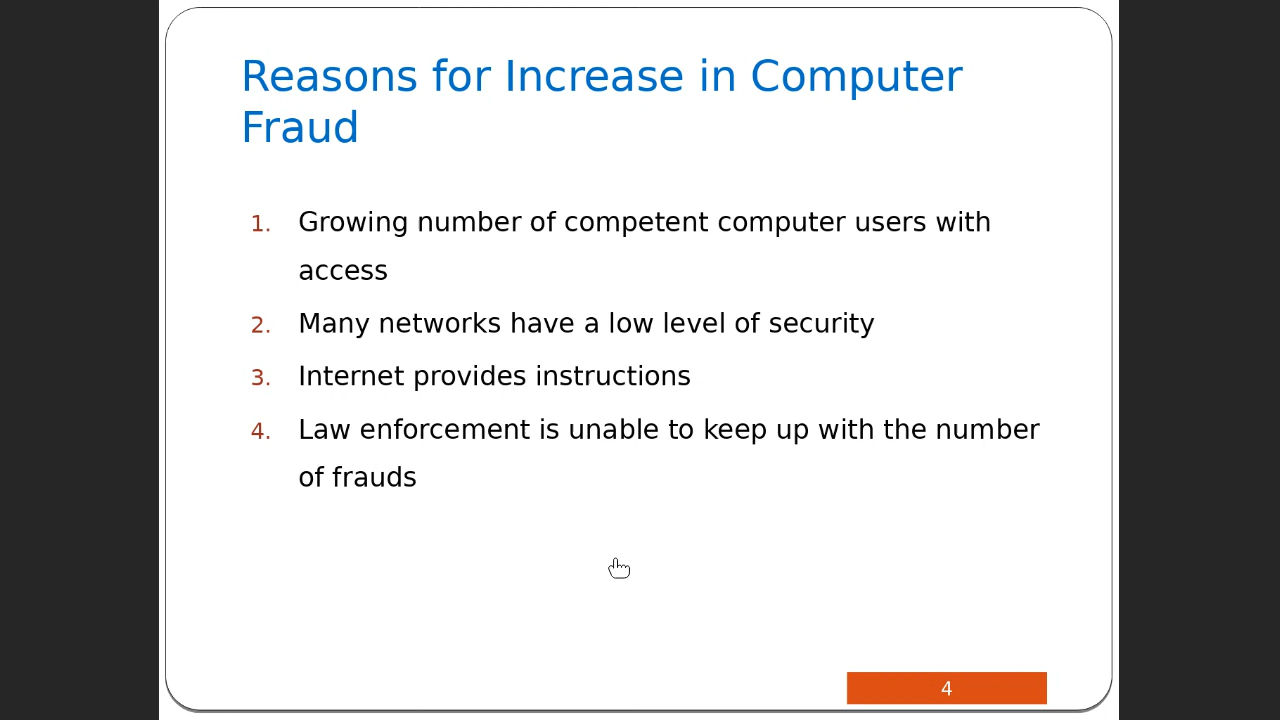 Reasons for Increase in Computer
Fraud
1. Growing number of competent computer users with
access
2. Many networks have a low level of security
3. Internet provides instructions
4. Law enforcement is unable to keep up with the number
of frauds
4